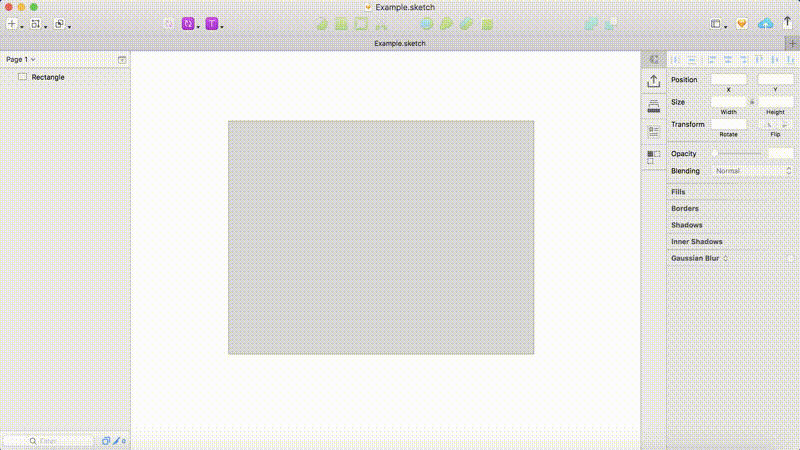 Example.sketch
Example.sketch
Page 1
Rectangle
Filter
0
Position
X
Y
Size
Width
Height
Transform
Rotate
Flip
Opacity
Blending
Normal
Fills
Borders
Shadows
Inner Shadows
Gaussian Blur